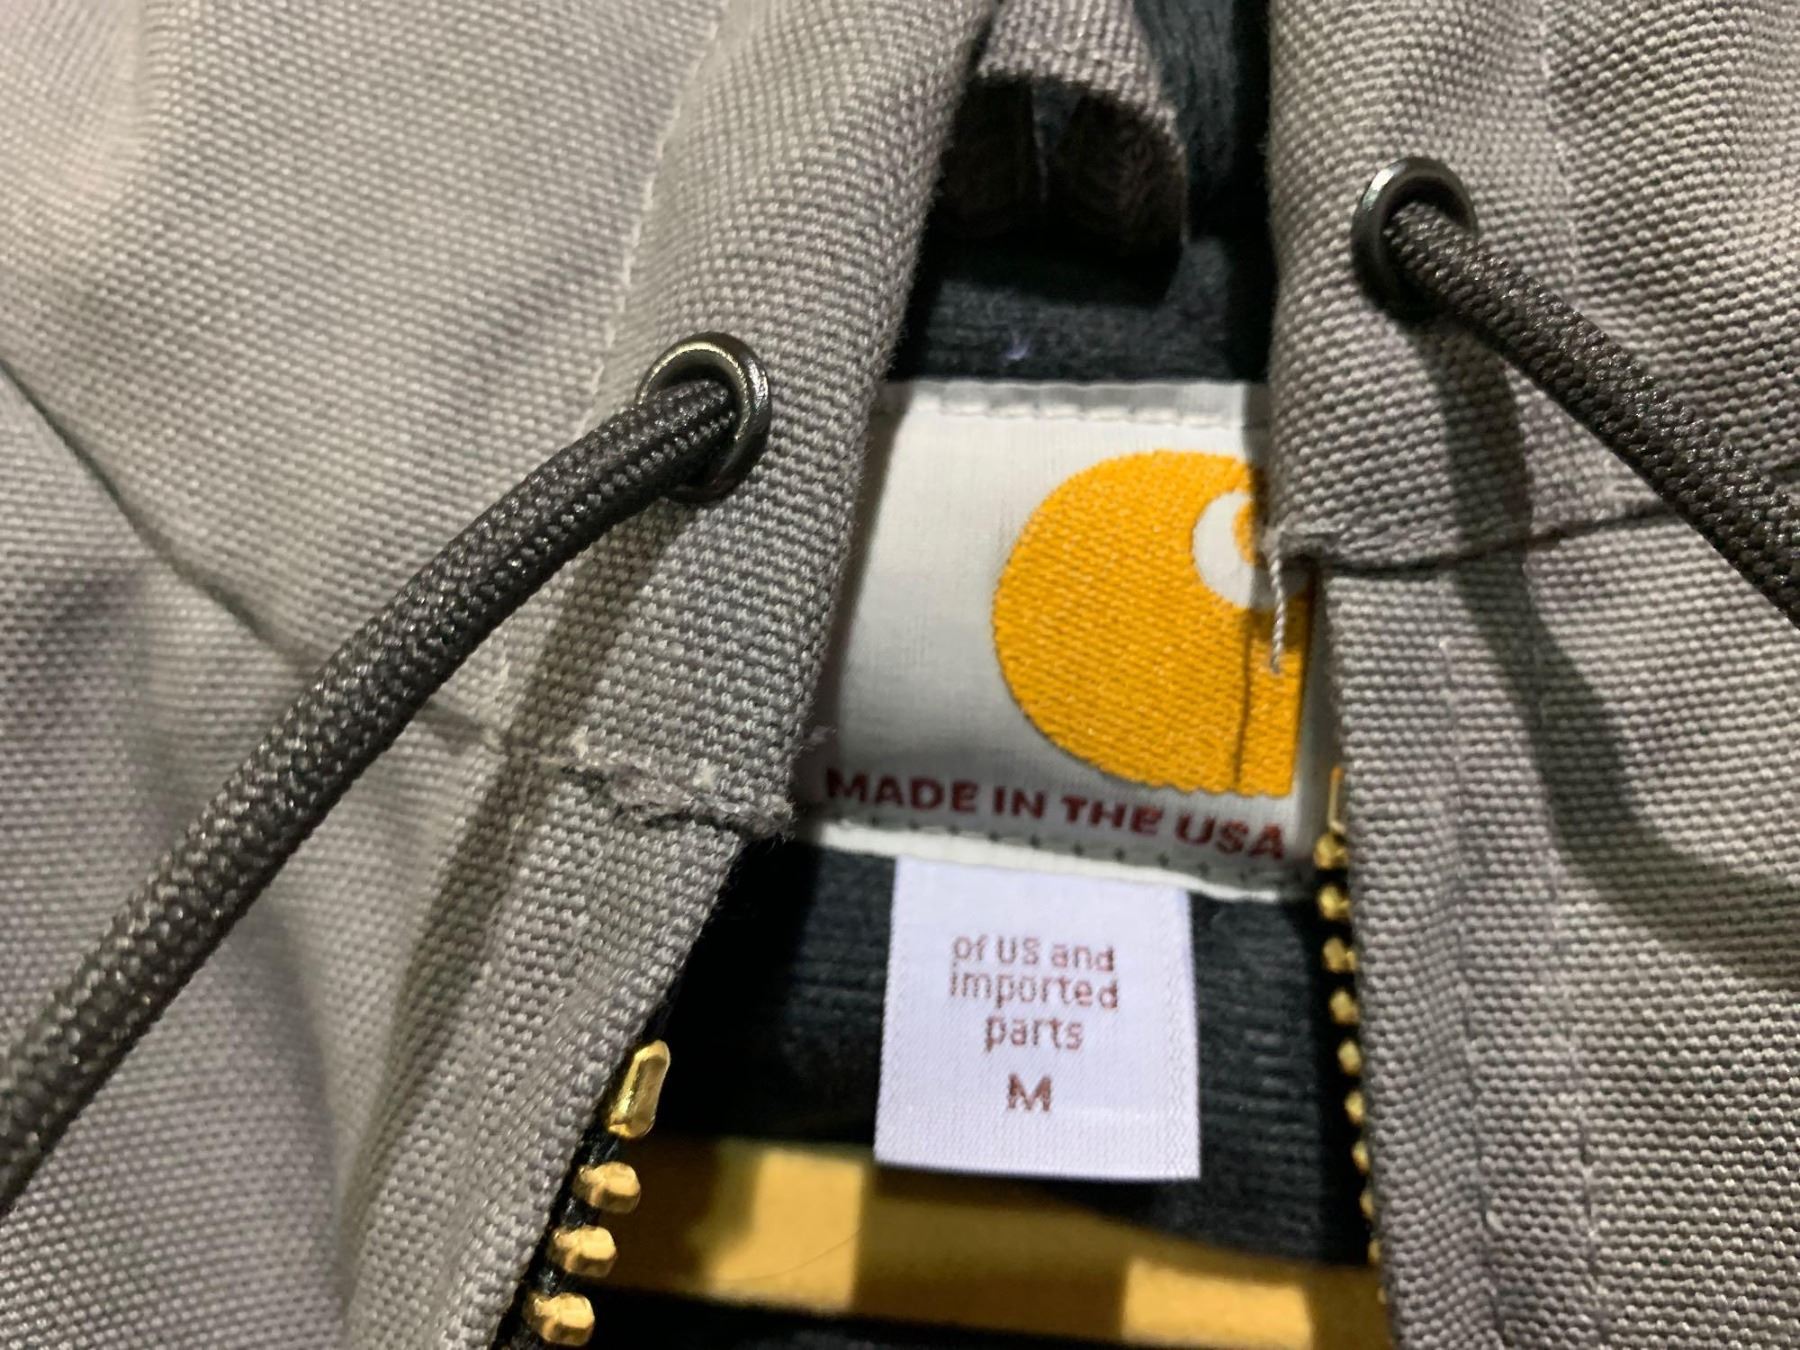 MADE IN THE USA
of US and
imported
parts
M